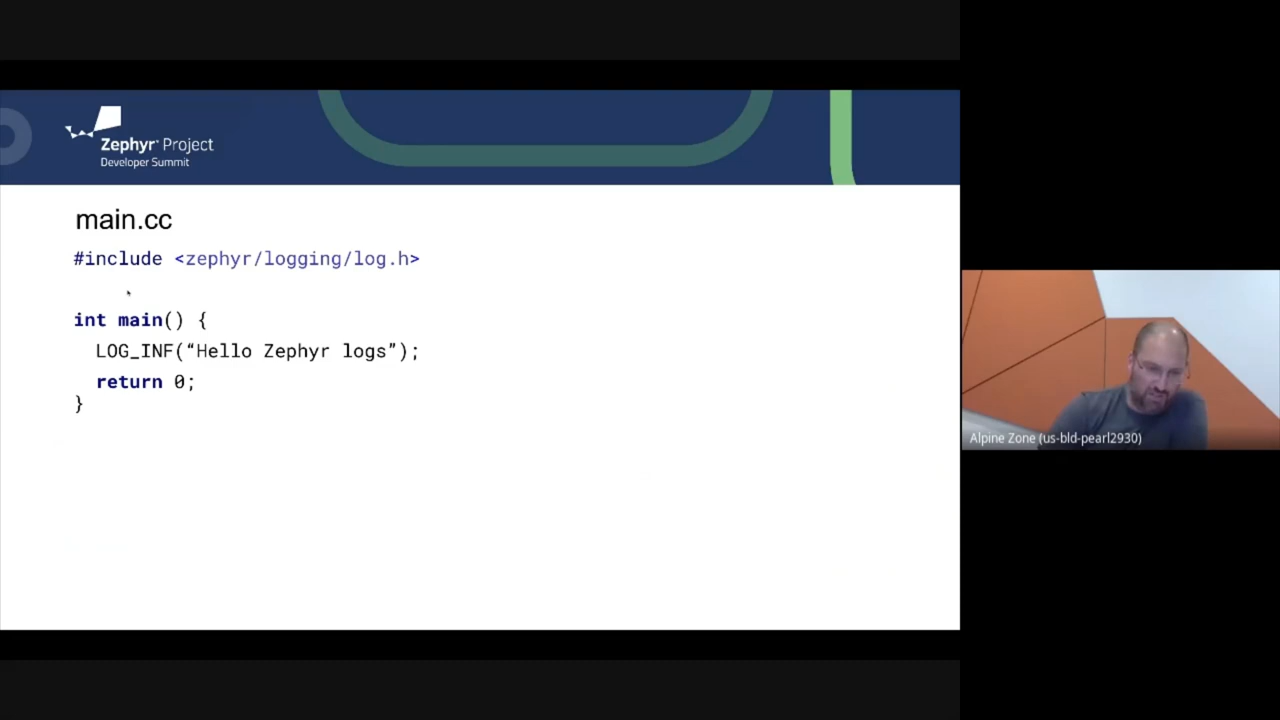 Zephyr® Project
Developer Summit
main.cc
#include <zephyr/logging/log.h>
int main() {
LOG_INF(“Hello Zephyr logs”);
return 0;
}
Alpine Zone (us-bld-pearl2930)